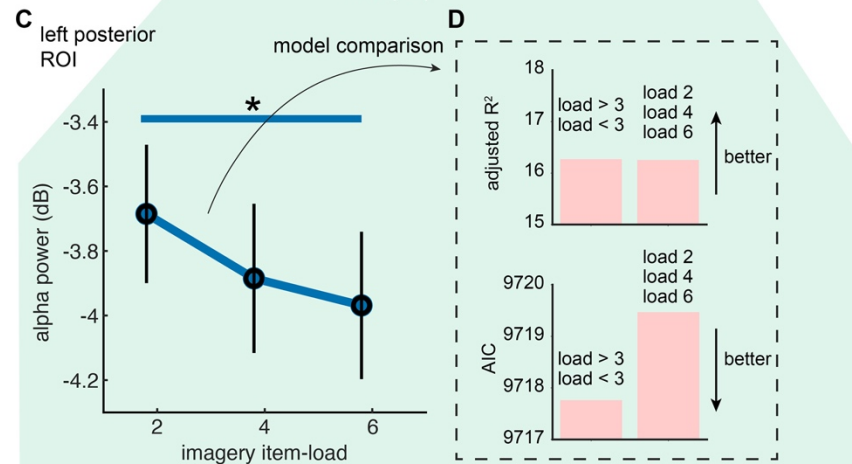 C
left posterior
ROI
model comparison
*
-3.4
-3.6
-3.8
-4
-4.2
alpha power (dB)
2
4
6
imagery item-load
D
18
17
16
15
adjusted R²
load > 3
load < 3
load 2
load 4
load 6
better
9720
9719
9718
9717
AIC
load > 3
load < 3
load 2
load 4
load 6
better